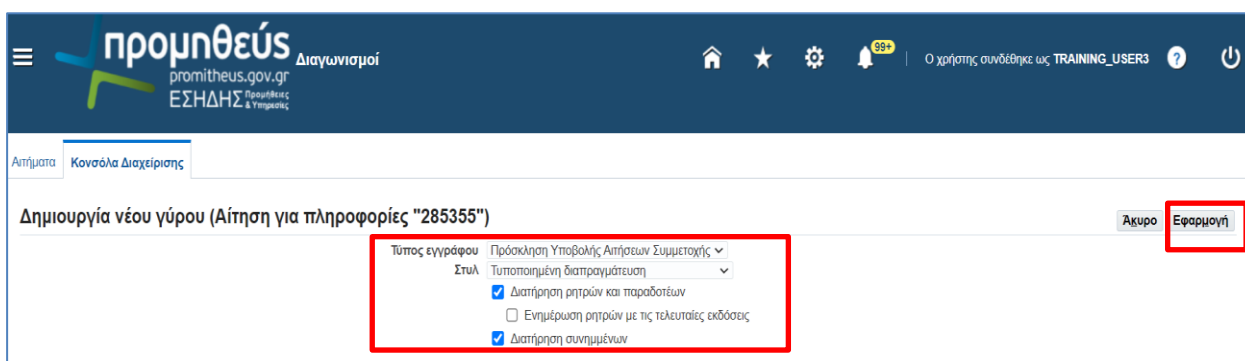 προμηθεύς Διαγωνισμοί
99+
Ο χρήστης συνδέθηκε ως TRAINING_USER3 ?
promitheus.gov.gr
ΕΣΗΔΗΣ Προμήθειες & Υπηρεσίες
Αιτήματα Κονσόλα Διαχείρισης
Δημιουργία νέου γύρου (Αίτηση για πληροφορίες "285355")
Άκυρο Εφαρμογή
Τύπος εγγράφου Πρόσκληση Υποβολής Αιτήσεων Συμμετοχής
Στυλ Τυποποιημένη διαπραγμάτευση
Διατήρηση ρητρών και παραδοτέων
Ενημέρωση ρητρών με τις τελευταίες εκδόσεις
Διατήρηση συνημμένων